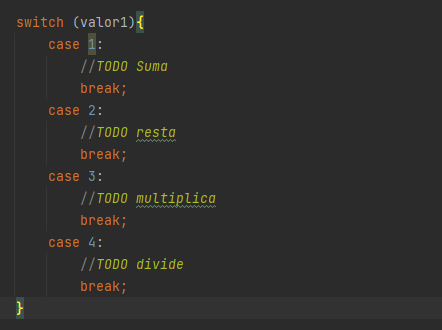 switch (valor1){
case 1:
//TODO Suma
break;
case 2:
//TODO resta
break;
case 3:
//TODO multiplica
break;
case 4:
//TODO divide
break;
}